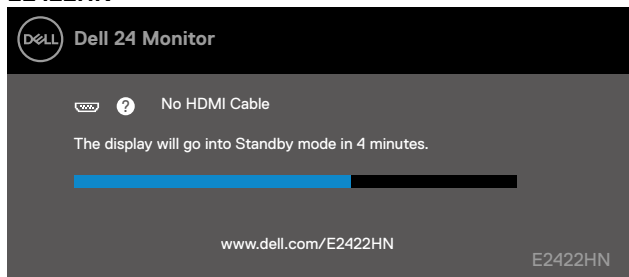 E2422HN
DELL Dell 24 Monitor
? No HDMI Cable
The display will go into Standby mode in 4 minutes.
www.dell.com/E2422HN
E2422HN